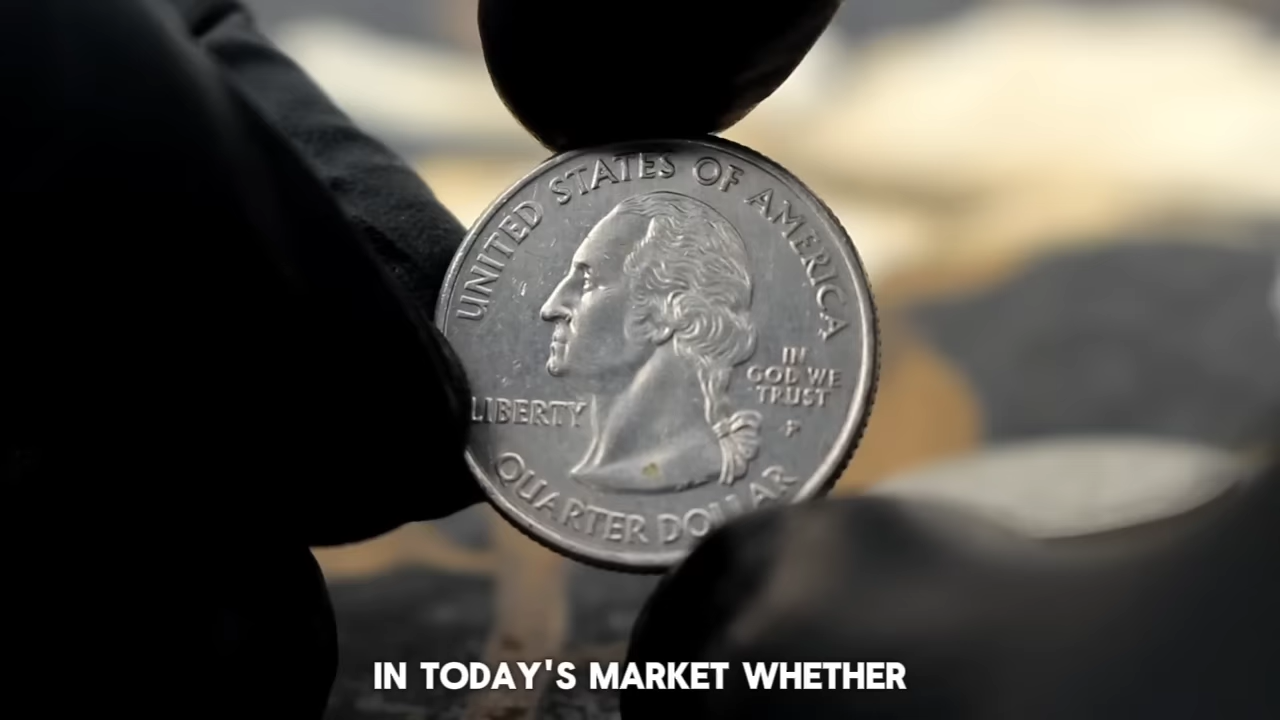 UNITED STATES OF AMERICA
LIBERTY
IN
GOD WE
TRUST
P
QUARTER DOLLAR
IN TODAY'S MARKET WHETHER